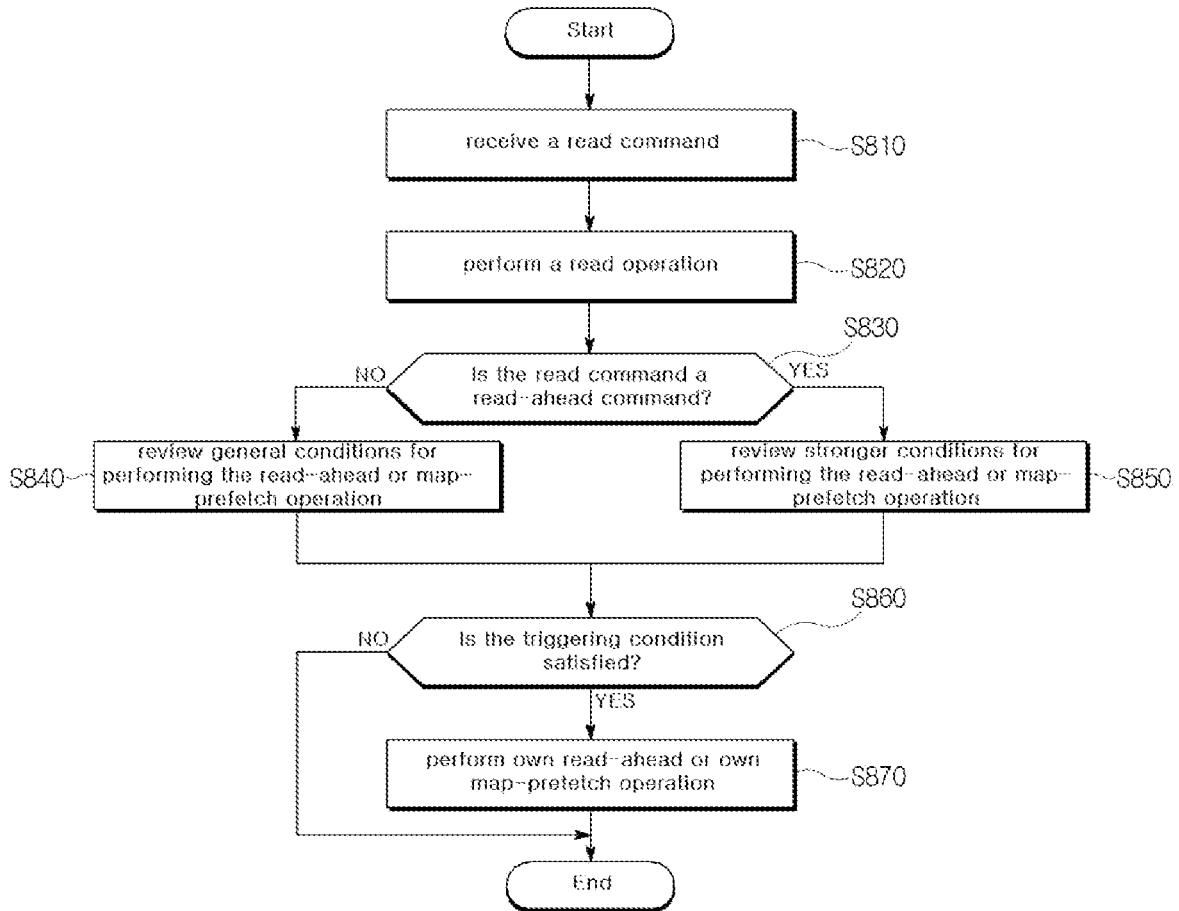 Start
receive a read command
S810
perform a read operation
S820
S830
Is the read command a
read-ahead command?
NO
YES
S840
review general conditions for
performing the read-ahead or map-
prefetch operation
review stronger conditions for
performing the read-ahead or map-
prefetch operation
S850
S860
NO
Is the triggering condition
satisfied?
YES
perform own read-ahead or own
map-prefetch operation
S870
End